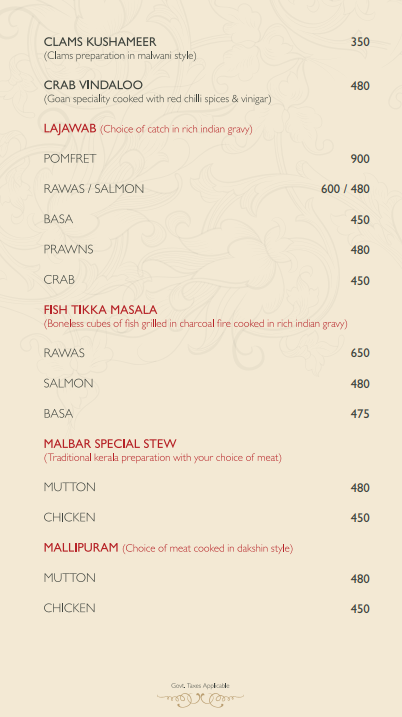 CLAMS KUSHAMEER 350
(Clams preparation in malwani style)
CRAB VINDALOO 480
(Goan speciality cooked with red chilli spices & vinigar)
LAJAWAB (Choice of catch in rich indian gravy)
POMFRET 900
RAWAS / SALMON 600 / 480
BASA 450
PRAWNS 480
CRAB 450
FISH TIKKA MASALA
(Boneless cubes of fish grilled in charcoal fire cooked in rich indian gravy)
RAWAS 650
SALMON 480
BASA 475
MALBAR SPECIAL STEW
(Traditional kerala preparation with your choice of meat)
MUTTON 480
CHICKEN 450
MALLIPURAM (Choice of meat cooked in dakshin style)
MUTTON 480
CHICKEN 450
Govt. Taxes Applicable